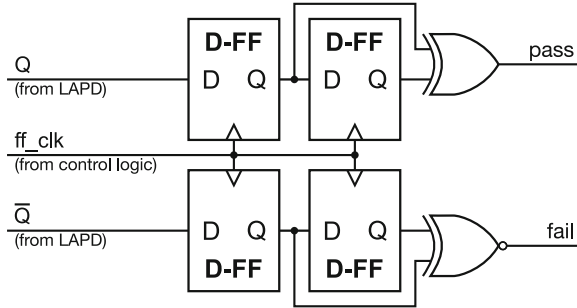 D-FF D-FF
Q D Q D Q pass
(from LAPD)
ff_clk
(from control logic)
Q̅ D Q D Q fail
(from LAPD)
D-FF D-FF